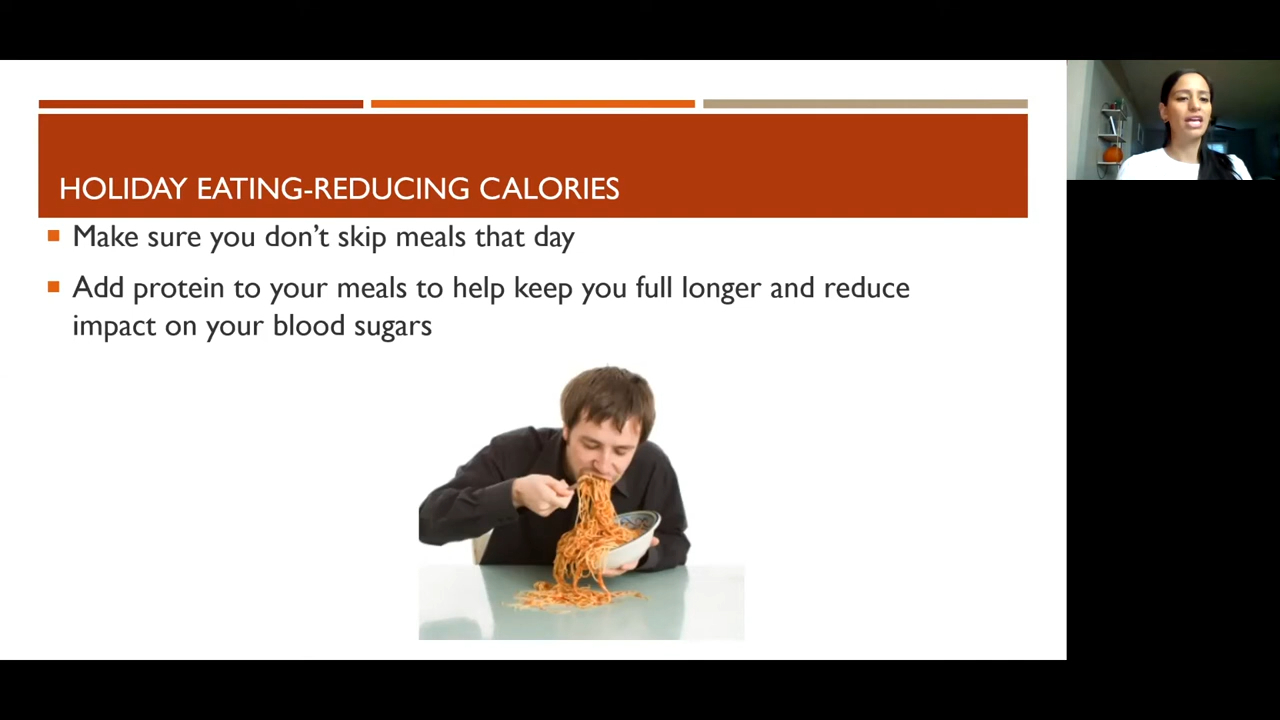 HOLIDAY EATING-REDUCING CALORIES
Make sure you don’t skip meals that day
Add protein to your meals to help keep you full longer and reduce
impact on your blood sugars